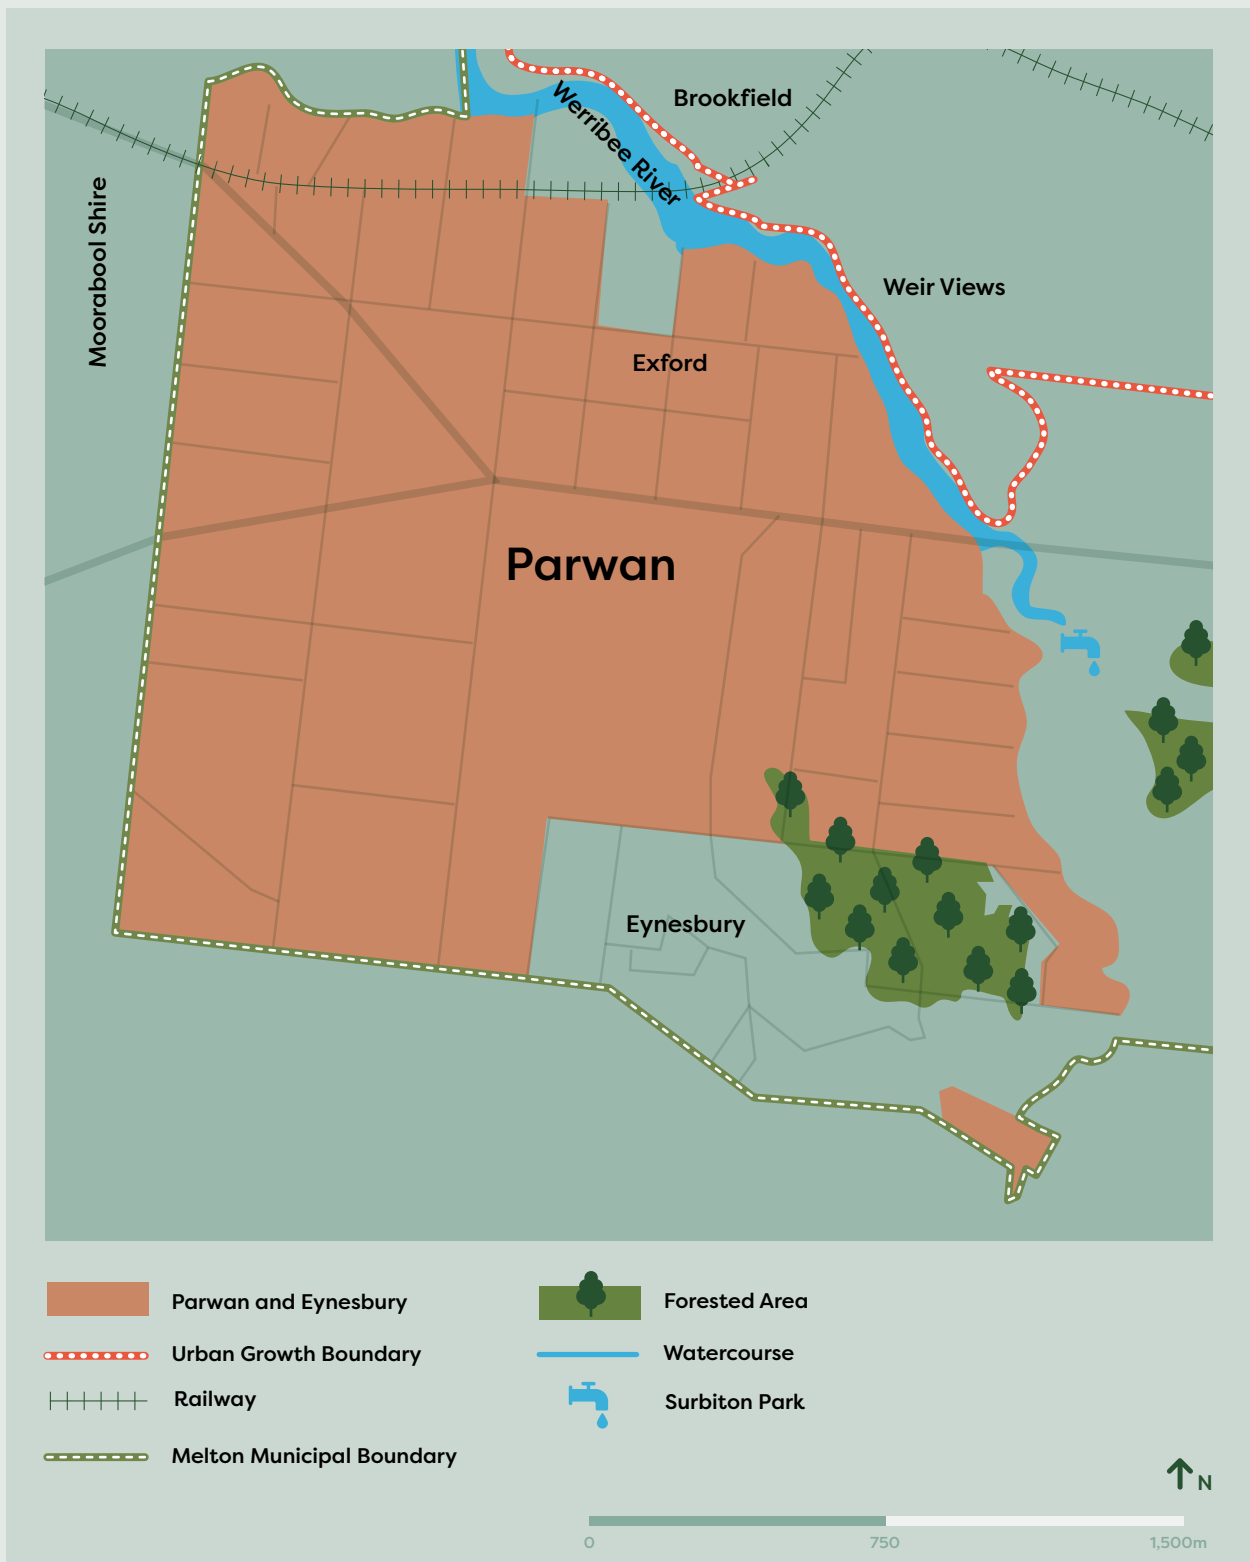 Brookfield
Werribee River
Moorabool Shire
Weir Views
Exford
Parwan
Eynesbury
Parwan and Eynesbury
Forested Area
Urban Growth Boundary
Watercourse
Railway
Surbiton Park
Melton Municipal Boundary
N
0 750 1,500m